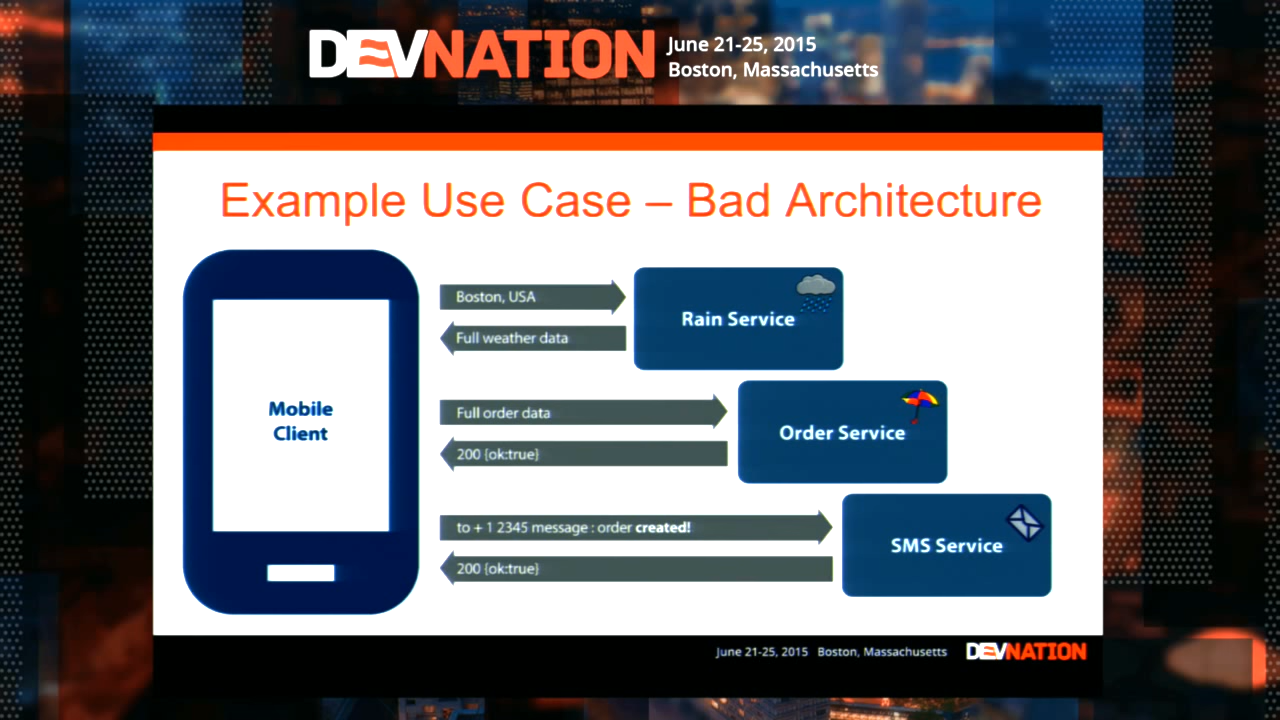 DEVNATION
June 21-25, 2015
Boston, Massachusetts
Example Use Case – Bad Architecture
Mobile
Client
Boston, USA
Full weather data
Rain Service
Full order data
200 {ok:true}
Order Service
to + 1 2345 message : order created!
200 {ok:true}
SMS Service
June 21-25, 2015 Boston, Massachusetts DEVNATION